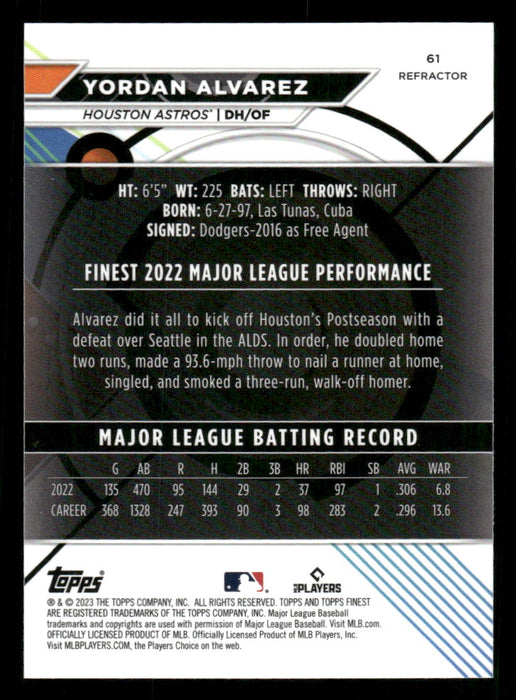 61
REFRACTOR
YORDAN ALVAREZ
HOUSTON ASTROS® | DH/OF
HT: 6'5" WT: 225 BATS: LEFT THROWS: RIGHT
BORN: 6-27-97, Las Tunas, Cuba
SIGNED: Dodgers-2016 as Free Agent
FINEST 2022 MAJOR LEAGUE PERFORMANCE
Alvarez did it all to kick off Houston's Postseason with a
defeat over Seattle in the ALDS. In order, he doubled home
two runs, made a 93.6-mph throw to nail a runner at home,
singled, and smoked a three-run, walk-off homer.
MAJOR LEAGUE BATTING RECORD
G AB R H 2B 3B HR RBI SB AVG WAR
2022 135 470 95 144 29 2 37 97 1 .306 6.8
CAREER 368 1328 247 393 90 3 98 283 2 .296 13.6
topps
PLAYERS
® & © 2023 THE TOPPS COMPANY, INC. ALL RIGHTS RESERVED. TOPPS AND TOPPS FINEST
ARE REGISTERED TRADEMARKS OF THE TOPPS COMPANY, INC. Major League Baseball
trademarks and copyrights are used with permission of Major League Baseball. Visit MLB.com.
OFFICIALLY LICENSED PRODUCT OF MLB. Officially Licensed Product of MLB Players, Inc.
Visit MLBPLAYERS.COM, the Players Choice on the web.